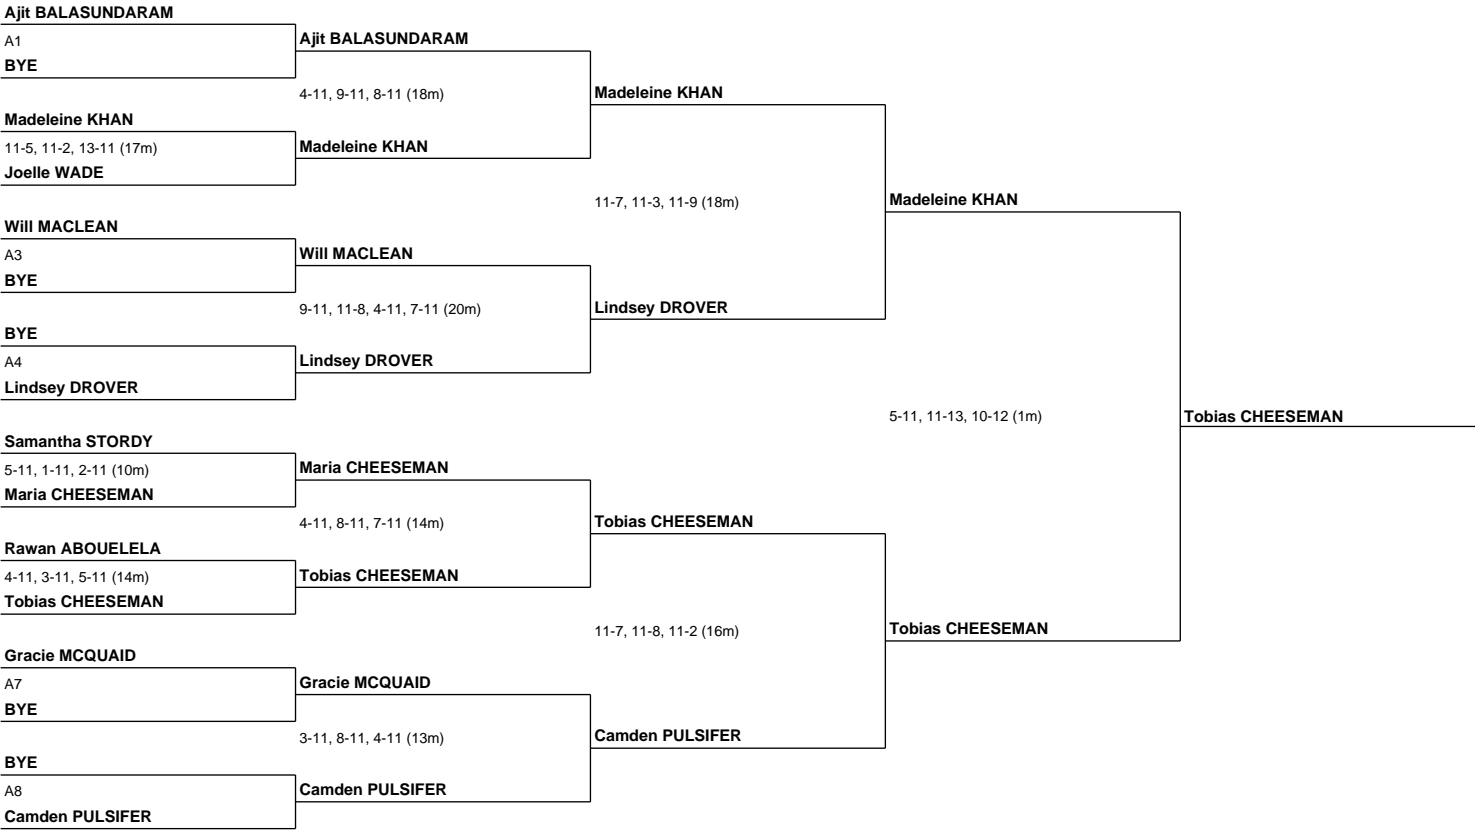 Ajit BALASUNDARAM
A1
BYE
Madeleine KHAN
11-5, 11-2, 13-11 (17m)
Joelle WADE
Will MACLEAN
A3
BYE
BYE
A4
Lindsey DROVER
Samantha STORDY
5-11, 1-11, 2-11 (10m)
Maria CHEESEMAN
Rawan ABOUELELA
4-11, 3-11, 5-11 (14m)
Tobias CHEESEMAN
Gracie MCQUAID
A7
BYE
BYE
A8
Camden PULSIFER
Ajit BALASUNDARAM
4-11, 9-11, 8-11 (18m)
Madeleine KHAN
Will MACLEAN
9-11, 11-8, 4-11, 7-11 (20m)
Lindsey DROVER
Maria CHEESEMAN
4-11, 8-11, 7-11 (14m)
Tobias CHEESEMAN
Gracie MCQUAID
3-11, 8-11, 4-11 (13m)
Camden PULSIFER
Madeleine KHAN
11-7, 11-3, 11-9 (18m)
Lindsey DROVER
Tobias CHEESEMAN
11-7, 11-8, 11-2 (16m)
Camden PULSIFER
Madeleine KHAN
5-11, 11-13, 10-12 (1m)
Tobias CHEESEMAN
Tobias CHEESEMAN